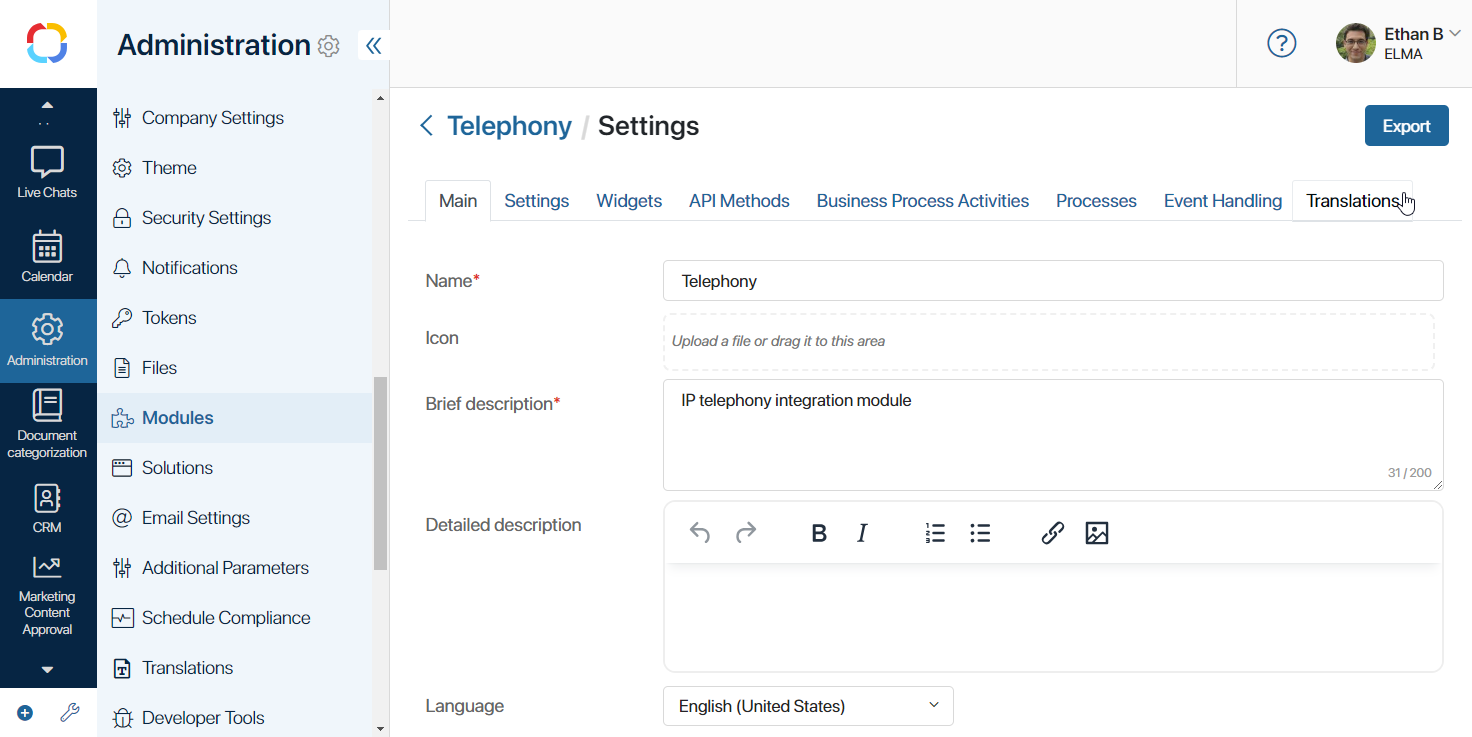 Administration
Ethan B
ELMA
Live Chats
Calendar
Administration
Document
categorization
CRM
Marketing
Content
Approval
Company Settings
Theme
Security Settings
Notifications
Tokens
Files
Modules
Solutions
Email Settings
Additional Parameters
Schedule Compliance
Translations
Developer Tools
Telephony / Settings
Export
Main Settings Widgets API Methods Business Process Activities Processes Event Handling Translations
Name* Telephony
Icon Upload a file or drag it to this area
Brief description* IP telephony integration module
31 / 200
Detailed description
Language English (United States)